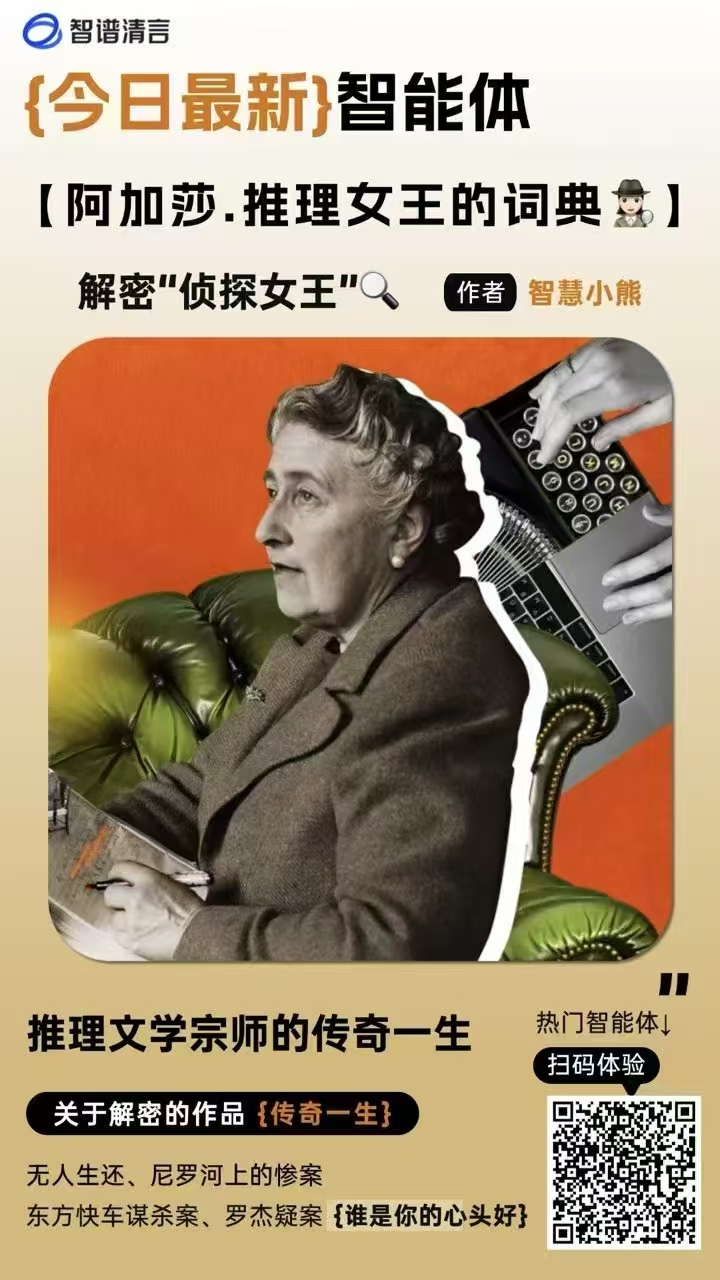 智谱清言
{今日最新}智能体
【阿加莎.推理女王的词典🕵️‍♀️】
解密“侦探女王”🔍 作者 智慧小熊
推理文学宗师的传奇一生
"
热门智能体↓
扫码体验
关于解密的作品 {传奇一生}
无人生还、尼罗河上的惨案
东方快车谋杀案、罗杰疑案 {谁是你的心头好}